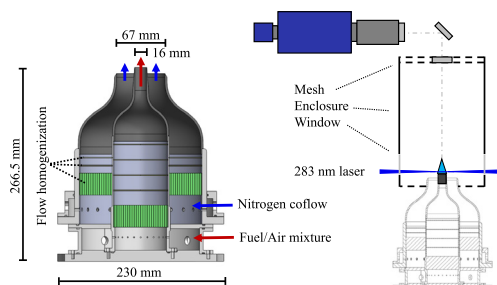 67 mm
16 mm
266.5 mm
Flow homogenization
Nitrogen coflow
Fuel/Air mixture
230 mm
Mesh
Enclosure
Window
283 nm laser